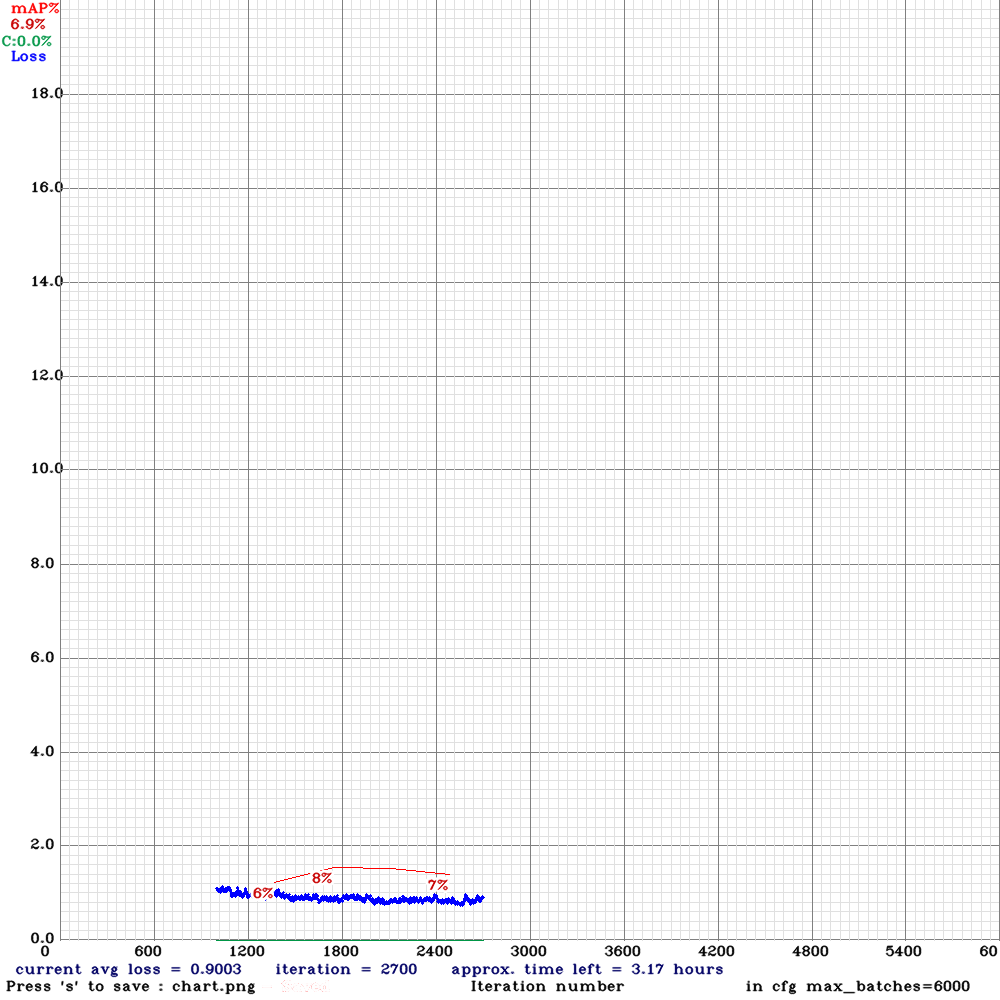 mAP%
6.9%
C:0.0%
Loss
18.0
16.0
14.0
12.0
10.0
8.0
6.0
4.0
2.0
8%
7%
6%
0.0
0 600 1200 1800 2400 3000 3600 4200 4800 5400 60
current avg loss = 0.9003 iteration = 2700 approx. time left = 3.17 hours
Press 's' to save : chart.png Iteration number in cfg max_batches=6000